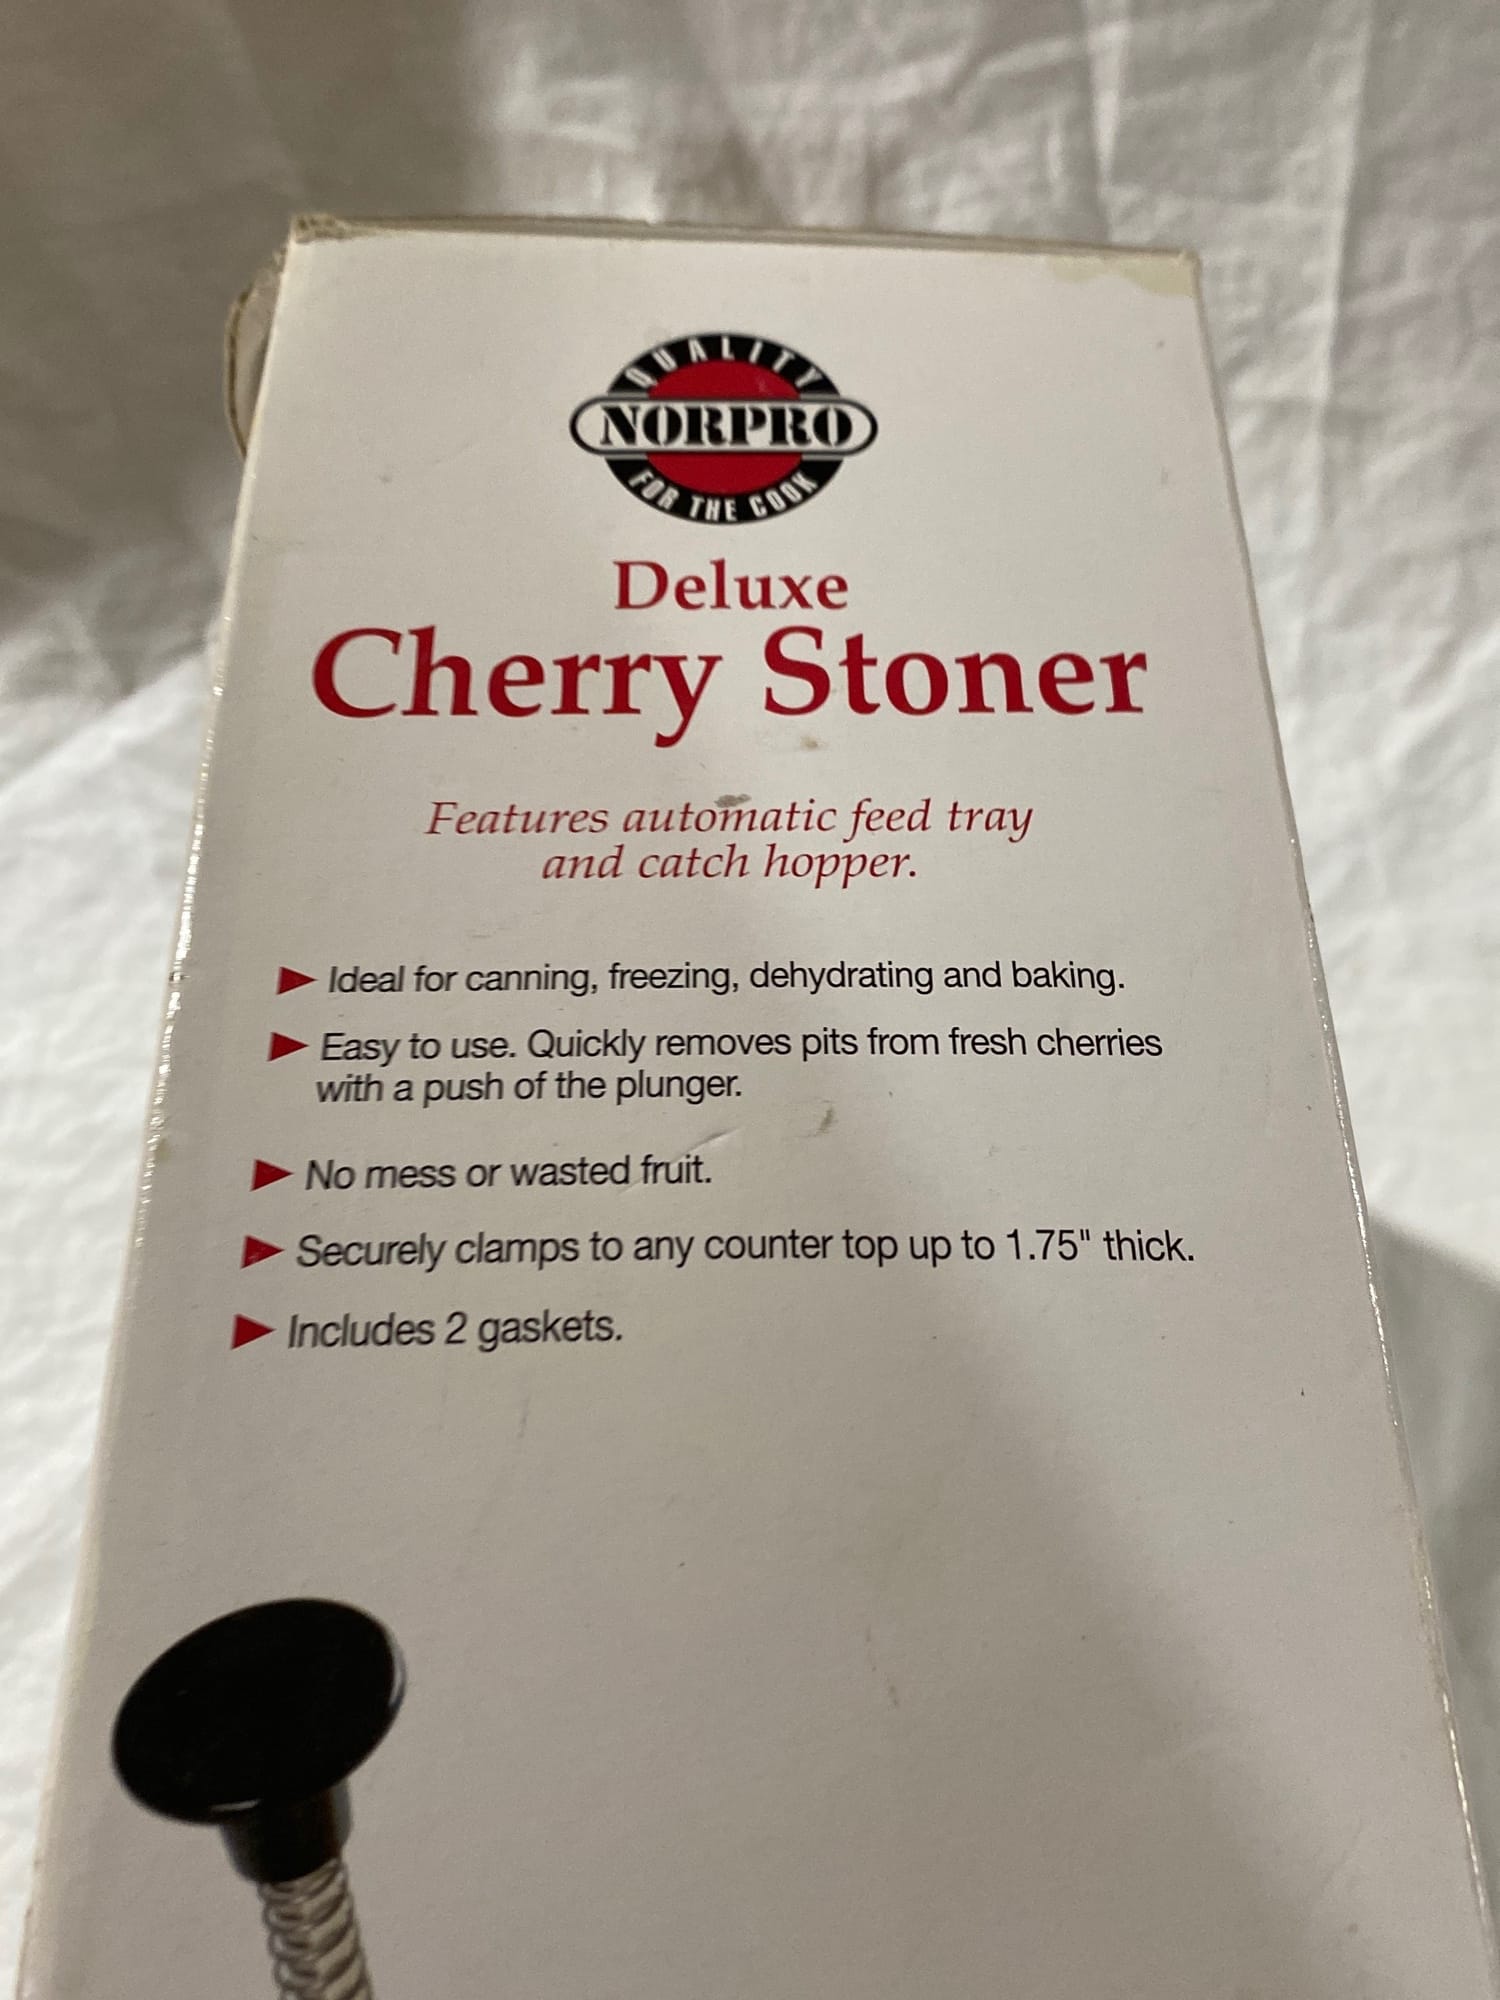 QUALITY
NORPRO
FOR THE COOK
Deluxe
Cherry Stoner
Features automatic feed tray
and catch hopper.
Ideal for canning, freezing, dehydrating and baking.
Easy to use. Quickly removes pits from fresh cherries
with a push of the plunger.
No mess or wasted fruit.
Securely clamps to any counter top up to 1.75" thick.
Includes 2 gaskets.